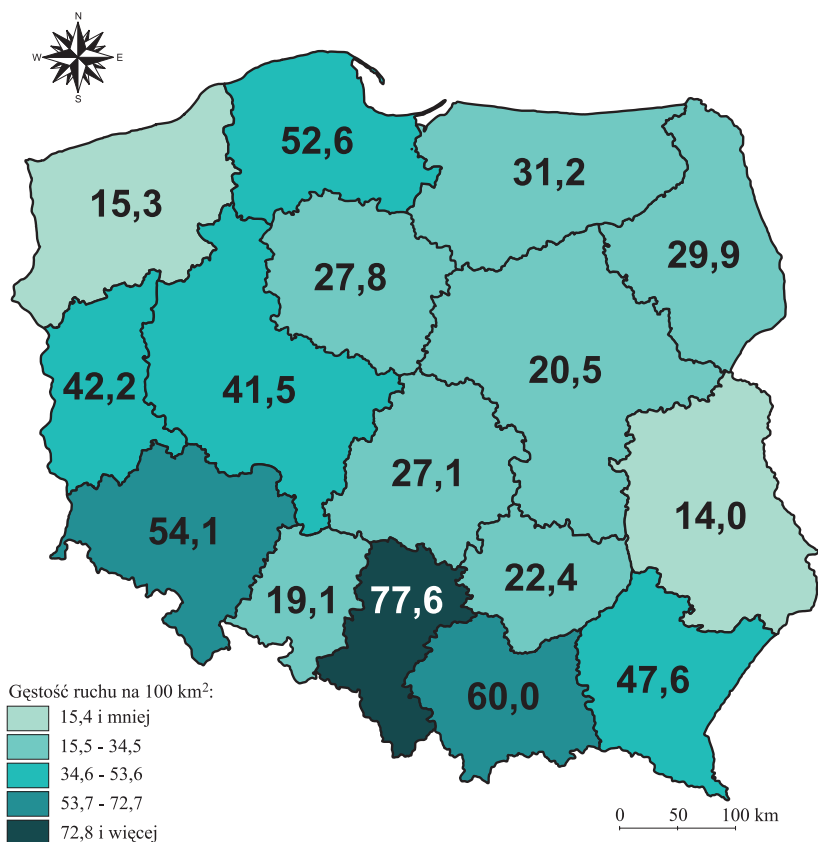 N
W E
S
52,6
31,2
15,3
29,9
27,8
42,2
41,5
20,5
27,1
14,0
54,1
22,4
19,1
77,6
47,6
60,0
Gęstość ruchu na 100 km²:
15,4 i mniej
15,5 - 34,5
34,6 - 53,6
53,7 - 72,7
72,8 i więcej
0 50 100 km